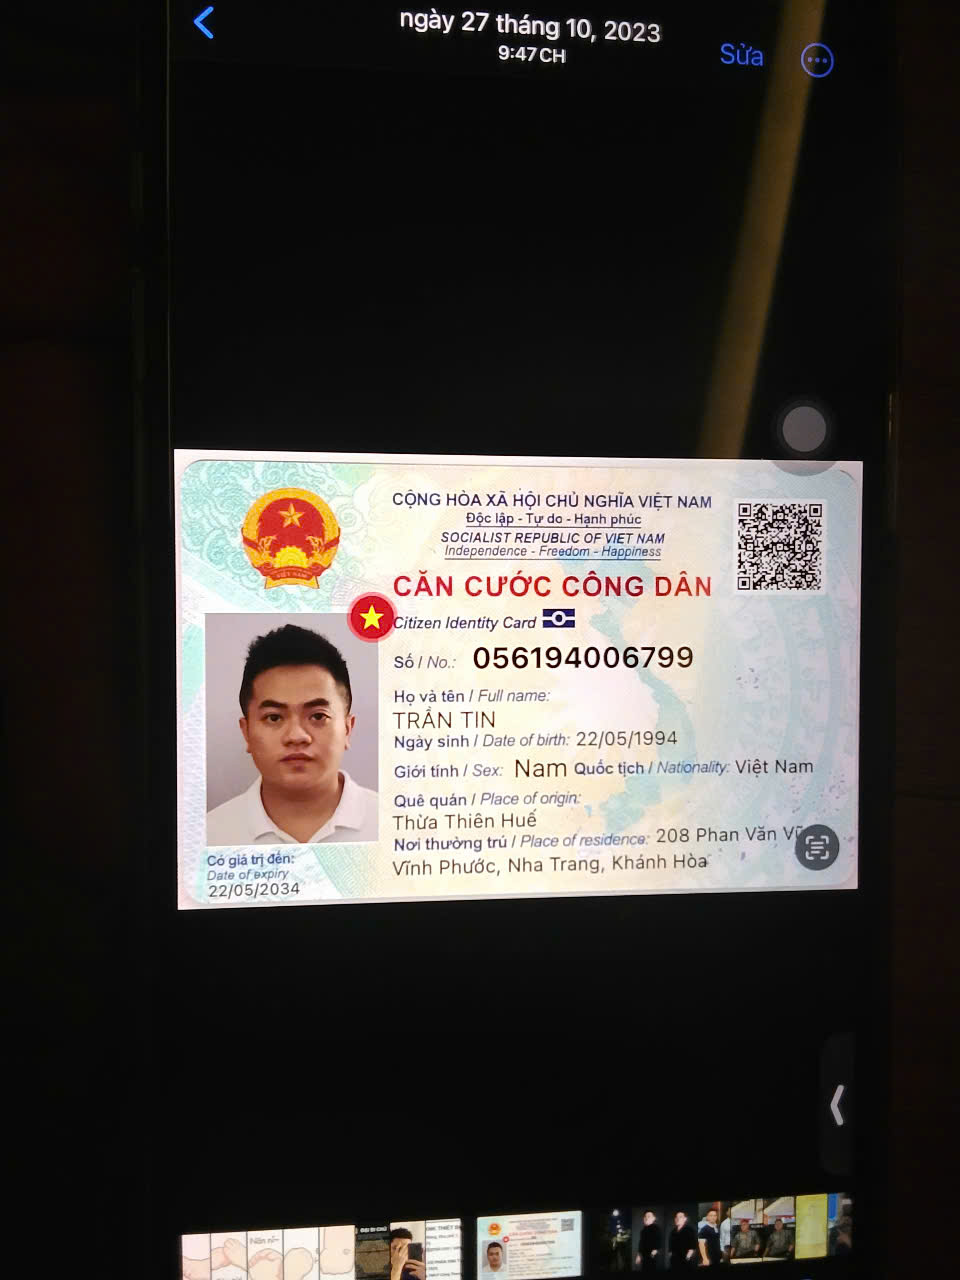 ngày 27 tháng 10, 2023
9:47 CH
Sửa
CỘNG HÒA XÃ HỘI CHỦ NGHĨA VIỆT NAM
Độc lập - Tự do - Hạnh phúc
SOCIALIST REPUBLIC OF VIET NAM
Independence - Freedom - Happiness
CĂN CƯỚC CÔNG DÂN
Citizen Identity Card
Số / No.: 056194006799
Họ và tên / Full name:
TRẦN TIN
Ngày sinh / Date of birth: 22/05/1994
Giới tính / Sex: Nam Quốc tịch / Nationality: Việt Nam
Quê quán / Place of origin:
Thừa Thiên Huế
Nơi thường trú / Place of residence: 208 Phan Văn
Vĩnh Phước, Nha Trang, Khánh Hòa
Có giá trị đến:
Date of expiry
22/05/2034
VIỆT NAM
CĂN CƯỚC CÔNG DÂN